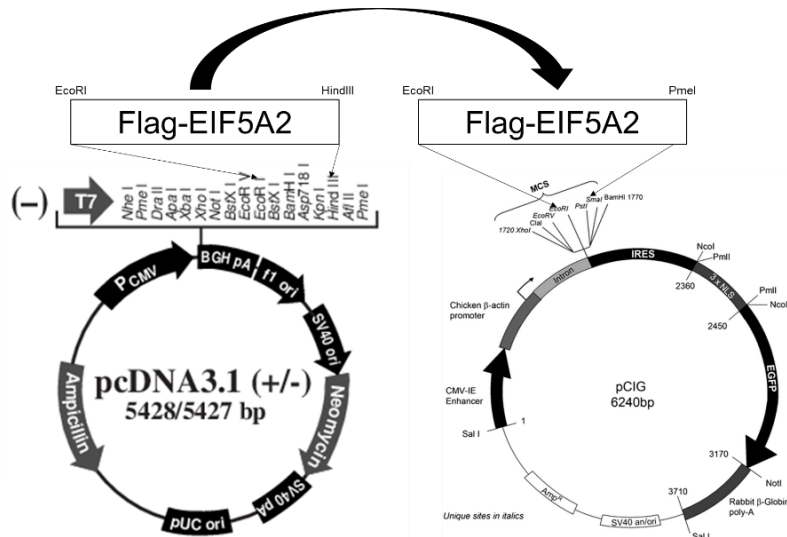 EcoRI
HindIII
Flag-EIF5A2
EcoRI
PmeI
Flag-EIF5A2
(–)
T7
Nhe I
Pme I
Dra II
Apa I
Xba I
Xho I
Not I
BstX I
EcoR V
EcoR I
BstX I
BamH I
Asp718 I
Kpn I
Hind III
Afl II
Pme I
PCMV
BGH pA
f1 ori
SV40 ori
Neomycin
SV40 pA
pUC ori
Ampicillin
pcDNA3.1 (+/-)
5428/5427 bp
MCS
1720 XhoI
ClaI
EcoRV
EcoRI
PstI
SmaI
BamHI 1770
Intron
IRES
NcoI
PmlI
2360
3 x NLS
PmlI
NcoI
2450
EGFP
Chicken β-actin
promoter
CMV-IE
Enhancer
Sal I
1
pCIG
6240bp
3170
NotI
3710
Rabbit β-Globin
poly-A
Sal I
SV40 an/ori
AmpR
Unique sites in italics